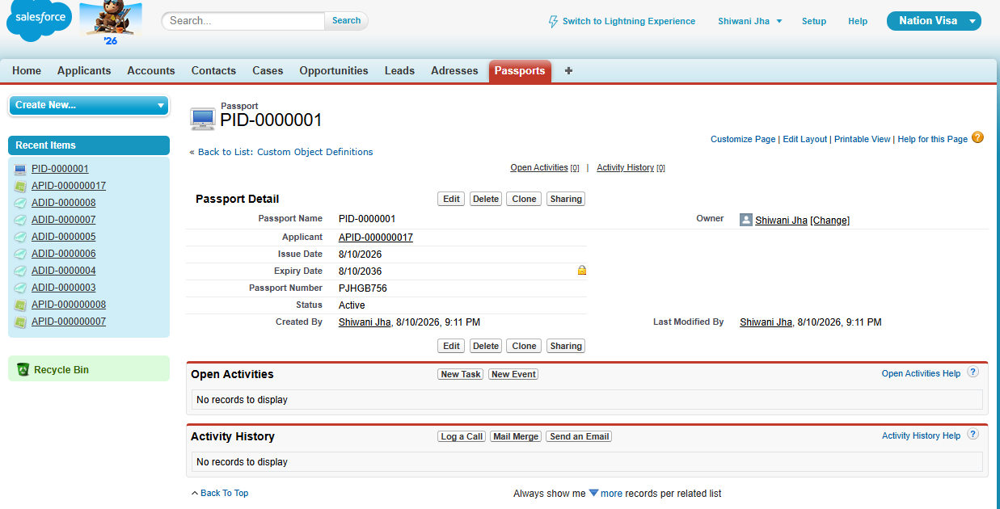 salesforce
'26
Search... Search
Switch to Lightning Experience Shiwani Jha Setup Help Nation Visa
Home Applicants Accounts Contacts Cases Opportunities Leads Adresses Passports +
Create New...
Recent Items
PID-0000001
APID-000000017
ADID-0000008
ADID-0000007
ADID-0000005
ADID-0000006
ADID-0000004
ADID-0000003
APID-000000008
APID-000000007
Recycle Bin
Passport
PID-0000001
Customize Page | Edit Layout | Printable View | Help for this Page ?
« Back to List: Custom Object Definitions
Open Activities [0] | Activity History [0]
Passport Detail Edit Delete Clone Sharing
Passport Name PID-0000001 Owner Shiwani Jha [Change]
Applicant APID-000000017
Issue Date 8/10/2026
Expiry Date 8/10/2036
Passport Number PJHGB756
Status Active
Created By Shiwani Jha, 8/10/2026, 9:11 PM Last Modified By Shiwani Jha, 8/10/2026, 9:11 PM
Edit Delete Clone Sharing
Open Activities New Task New Event Open Activities Help ?
No records to display
Activity History Log a Call Mail Merge Send an Email Activity History Help ?
No records to display
^ Back To Top Always show me more records per related list